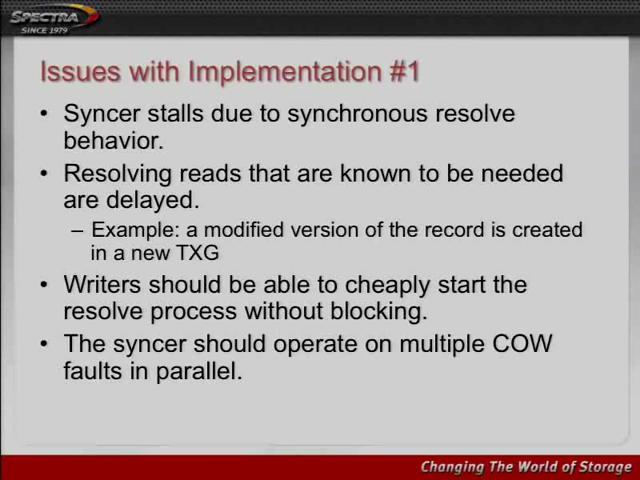 SPECTRA
SINCE 1979
Issues with Implementation #1
• Syncer stalls due to synchronous resolve
behavior.
• Resolving reads that are known to be needed
are delayed.
– Example: a modified version of the record is created
in a new TXG
• Writers should be able to cheaply start the
resolve process without blocking.
• The syncer should operate on multiple COW
faults in parallel.
Changing The World of Storage